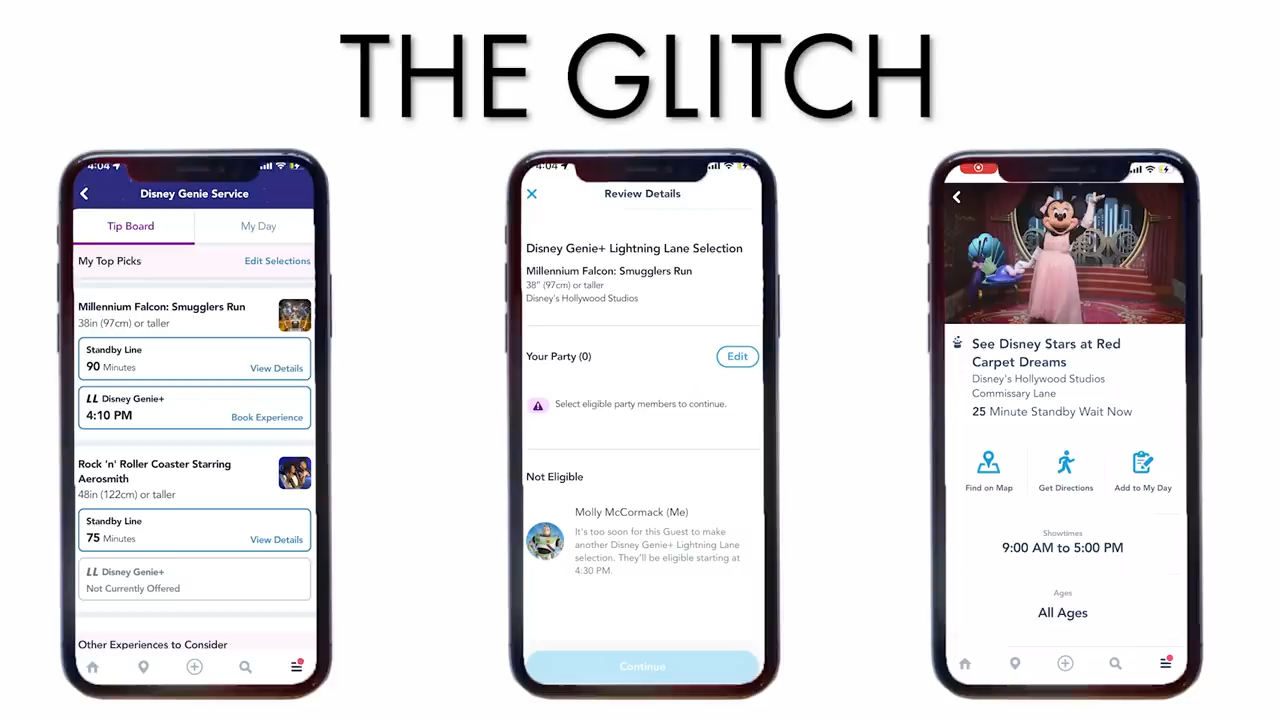 THE GLITCH
4:04
Disney Genie Service
Tip Board
My Day
My Top Picks
Edit Selections
Millennium Falcon: Smugglers Run
38in (97cm) or taller
Standby Line
90 Minutes
View Details
LL Disney Genie+
4:10 PM
Book Experience
Rock 'n' Roller Coaster Starring
Aerosmith
48in (122cm) or taller
Standby Line
75 Minutes
View Details
LL Disney Genie+
Not Currently Offered
Other Experiences to Consider
4:04
Review Details
Disney Genie+ Lightning Lane Selection
Millennium Falcon: Smugglers Run
38" (97cm) or taller
Disney's Hollywood Studios
Your Party (0)
Edit
Select eligible party members to continue.
Not Eligible
Molly McCormack (Me)
It's too soon for this Guest to make
another Disney Genie+ Lightning Lane
selection. They'll be eligible starting at
4:30 PM.
Continue
See Disney Stars at Red
Carpet Dreams
Disney's Hollywood Studios
Commissary Lane
25 Minute Standby Wait Now
Find on Map
Get Directions
Add to My Day
Showtimes
9:00 AM to 5:00 PM
Ages
All Ages